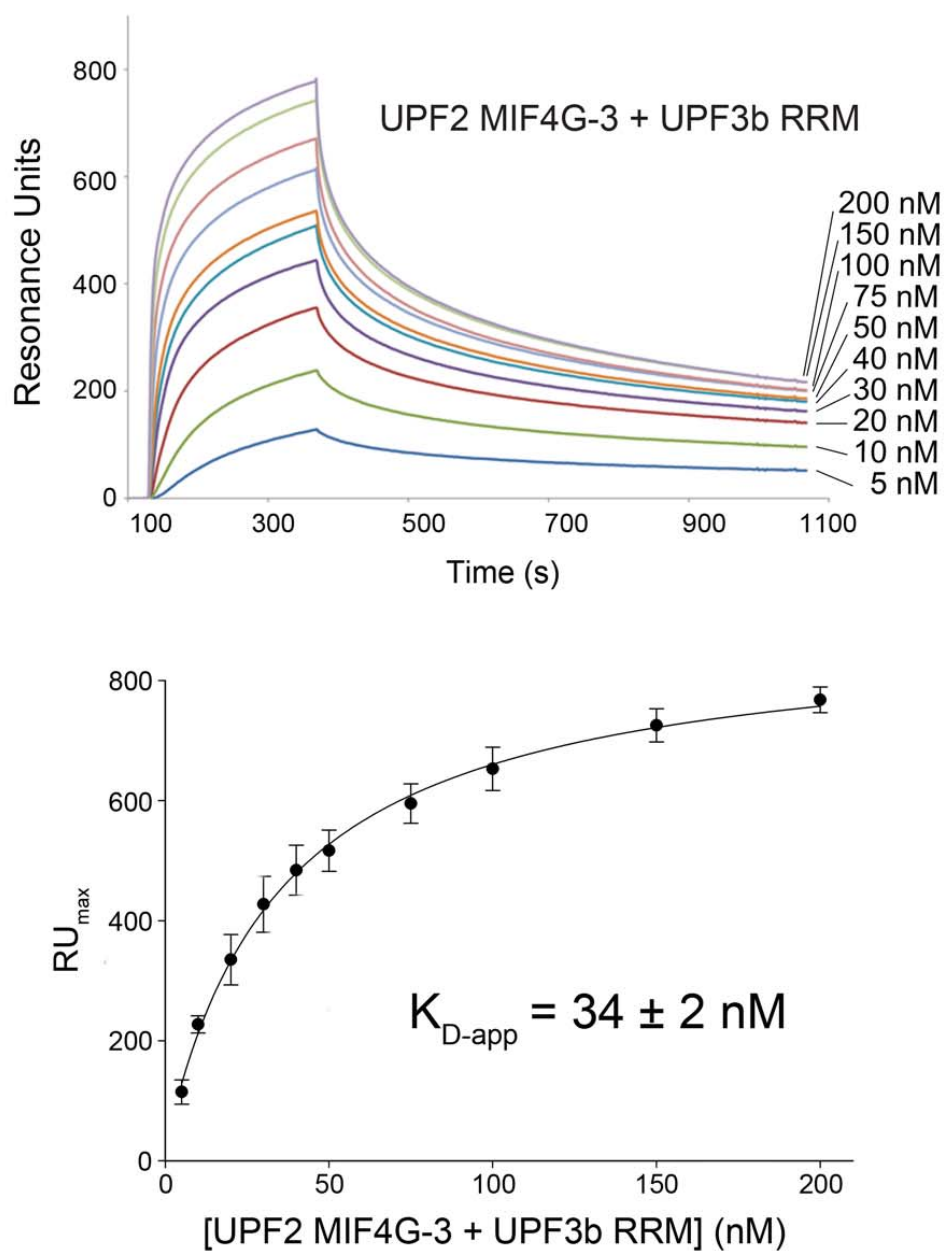 800
600
400
200
0
Resonance Units
UPF2 MIF4G-3 + UPF3b RRM
200 nM
150 nM
100 nM
75 nM
50 nM
40 nM
30 nM
20 nM
10 nM
5 nM
100 300 500 700 900 1100
Time (s)
800
600
400
200
0
RUmax
KD-app = 34 ± 2 nM
0 50 100 150 200
[UPF2 MIF4G-3 + UPF3b RRM] (nM)